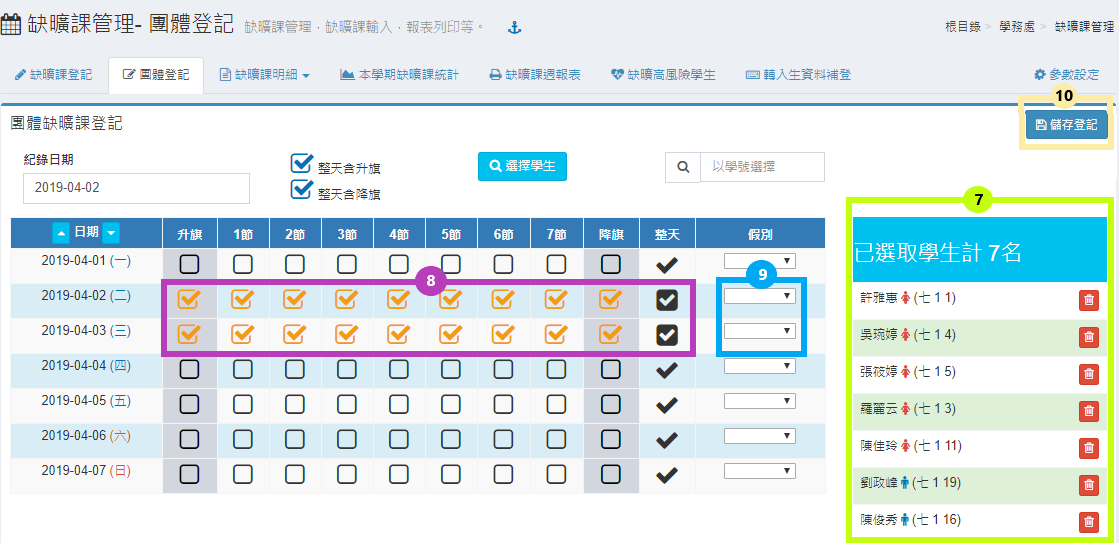 缺曠課管理- 團體登記 缺曠課管理．缺曠課輸入．報表列印等。
根目錄 > 學務處 > 缺曠課管理
缺曠課登記 團體登記 缺曠課明細 本學期缺曠課統計 缺曠課週報表 缺曠高風險學生 轉入生資料補登 參數設定
10
團體缺曠課登記 儲存登記
紀錄日期 整天含升旗 選擇學生 以學號選擇
2019-04-02 整天含降旗
7
日期 升旗 1節 2節 3節 4節 5節 6節 7節 降旗 整天 假別
已選取學生計 7名
2019-04-01 (一)
8 9
2019-04-02 (二)
許雅惠 (七 1 1)
2019-04-03 (三)
吳琬婷 (七 1 4)
2019-04-04 (四)
張筱婷 (七 1 5)
2019-04-05 (五)
羅麗云 (七 1 3)
2019-04-06 (六)
陳佳玲 (七 1 11)
2019-04-07 (日)
劉政峰 (七 1 19)
陳俊秀 (七 1 16)